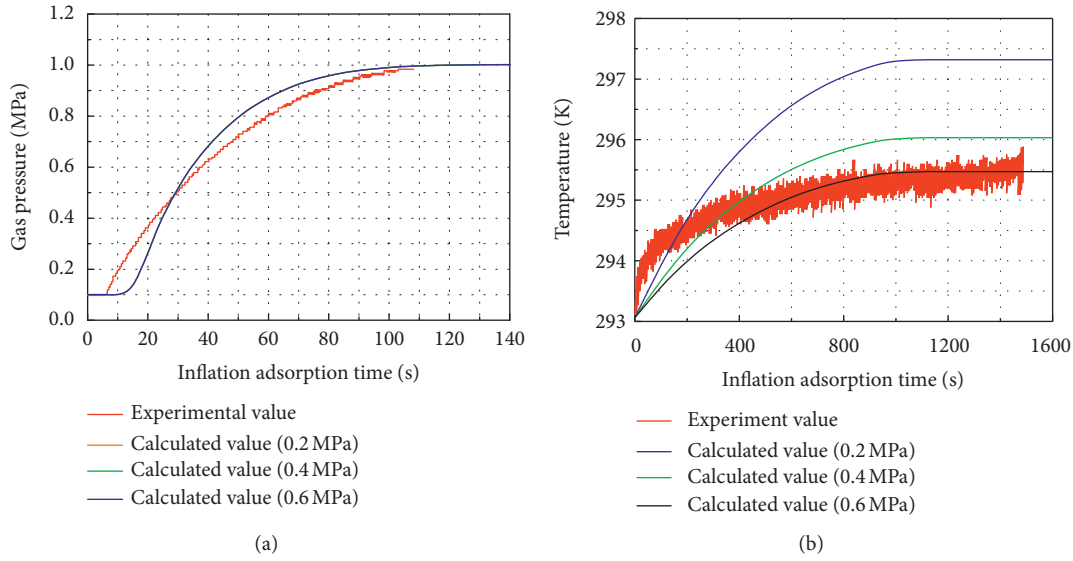 1.2
1.0
0.8
0.6
0.4
0.2
0.0
Gas pressure (MPa)
0 20 40 60 80 100 120 140
Inflation adsorption time (s)
Experimental value
Calculated value (0.2 MPa)
Calculated value (0.4 MPa)
Calculated value (0.6 MPa)
(a)
298
297
296
295
294
293
Temperature (K)
0 400 800 1200 1600
Inflation adsorption time (s)
Experiment value
Calculated value (0.2 MPa)
Calculated value (0.4 MPa)
Calculated value (0.6 MPa)
(b)